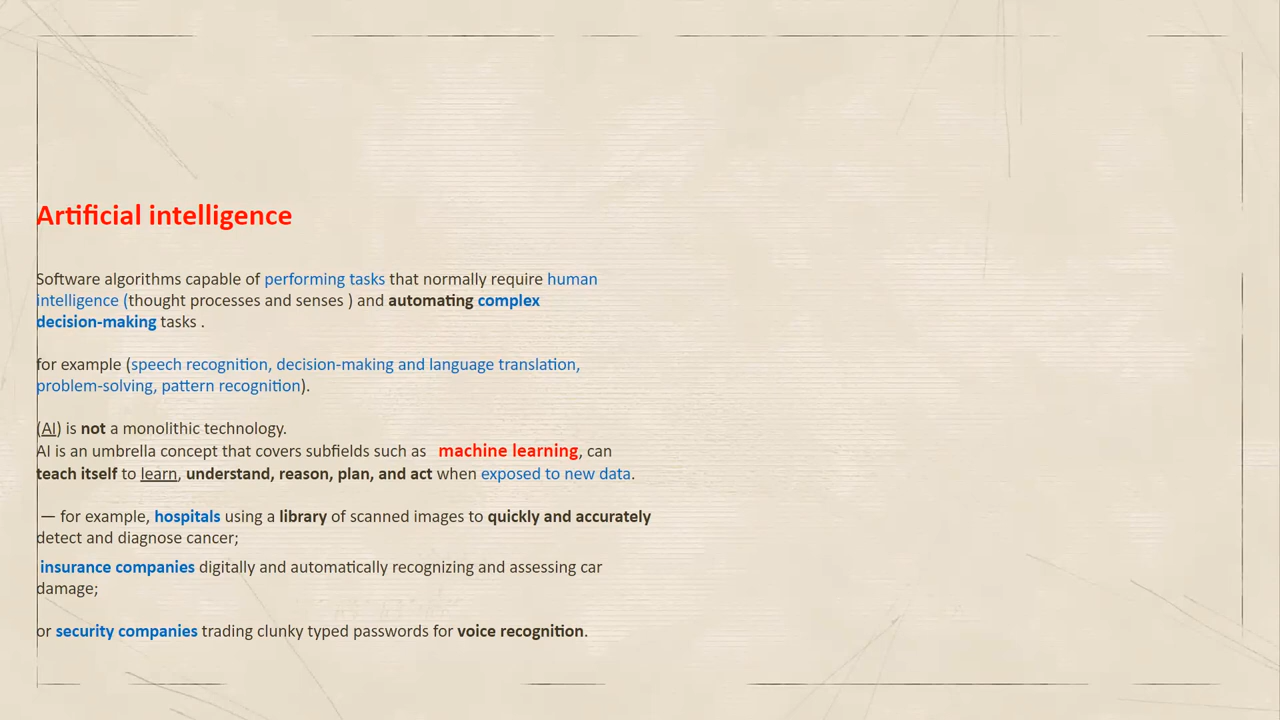 Artificial intelligence
Software algorithms capable of performing tasks that normally require human
intelligence (thought processes and senses ) and automating complex
decision-making tasks .
for example (speech recognition, decision-making and language translation,
problem-solving, pattern recognition).
(AI) is not a monolithic technology.
AI is an umbrella concept that covers subfields such as machine learning, can
teach itself to learn, understand, reason, plan, and act when exposed to new data.
— for example, hospitals using a library of scanned images to quickly and accurately
detect and diagnose cancer;
insurance companies digitally and automatically recognizing and assessing car
damage;
or security companies trading clunky typed passwords for voice recognition.